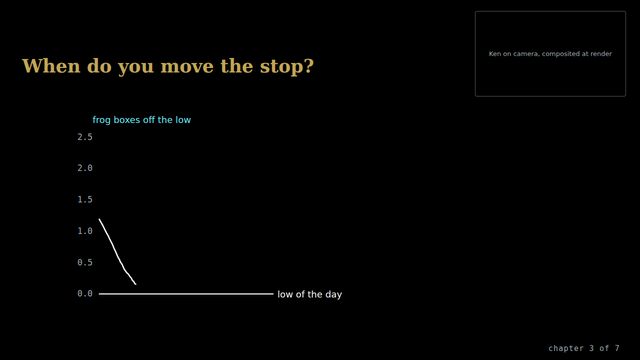 Ken on camera, composited at render
When do you move the stop?
frog boxes off the low
2.5
2.0
1.5
1.0
0.5
0.0
low of the day
chapter 3 of 7